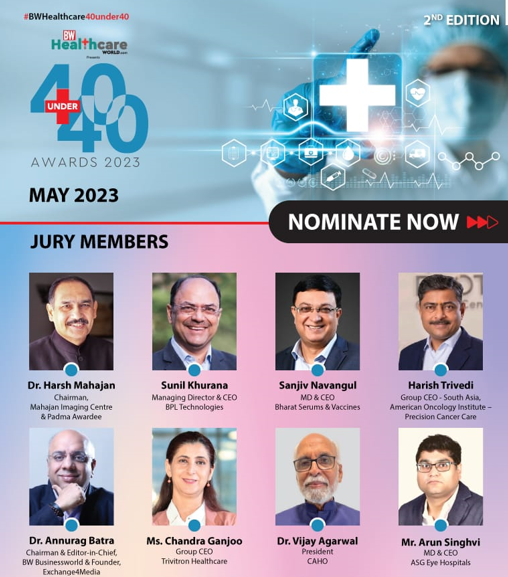 #BWHealthcare40under40
2ND EDITION
BW
Healthcare
WORLD.com
Presents
40
UNDER
40
AWARDS 2023
MAY 2023
NOMINATE NOW
JURY MEMBERS
Dr. Harsh Mahajan
Chairman,
Mahajan Imaging Centre
& Padma Awardee
Sunil Khurana
Managing Director & CEO
BPL Technologies
Sanjiv Navangul
MD & CEO
Bharat Serums & Vaccines
Harish Trivedi
Group CEO - South Asia,
American Oncology Institute –
Precision Cancer Care
Dr. Annurag Batra
Chairman & Editor-in-Chief,
BW Businessworld & Founder,
Exchange4Media
Ms. Chandra Ganjoo
Group CEO
Trivitron Healthcare
Dr. Vijay Agarwal
President
CAHO
Mr. Arun Singhvi
MD & CEO
ASG Eye Hospitals